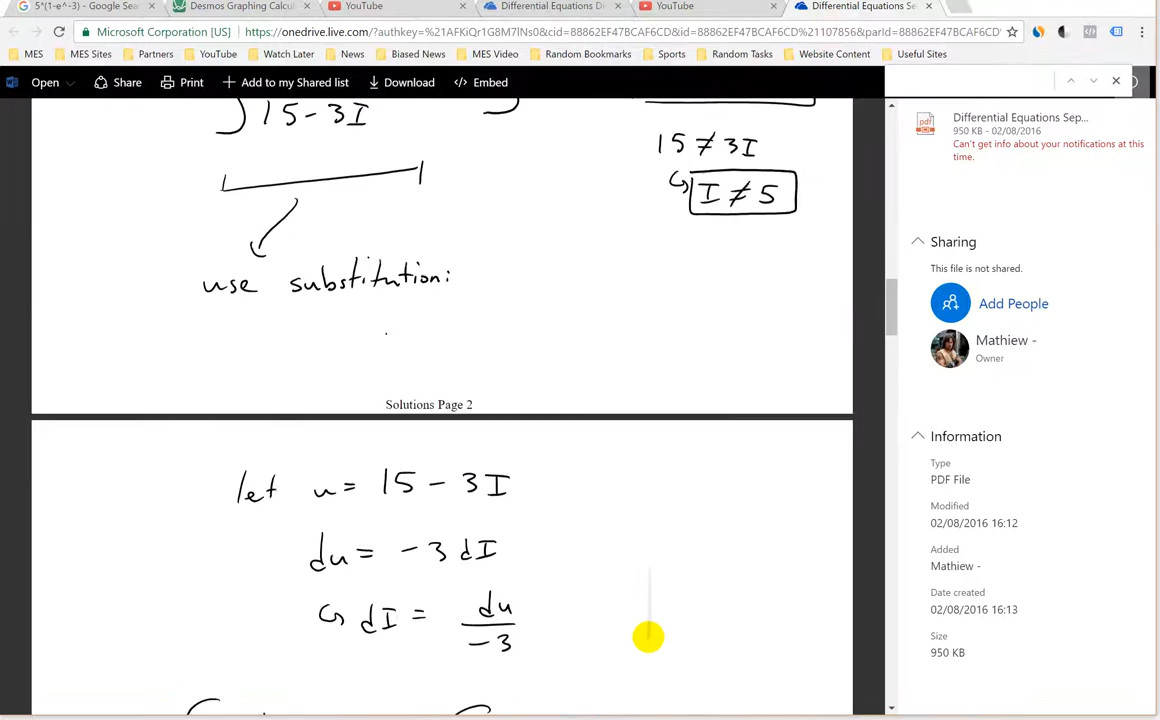 5*(1-e^-3) - Google Sea
Desmos Graphing Calcul
YouTube
Differential Equations Di
YouTube
Differential Equations Se
Microsoft Corporation [US]
https://onedrive.live.com/?authkey=%21AFKiQr1G8M7lNs0&cid=88862EF47BCAF6CD&id=88862EF47BCAF6CD%21107856&parId=88862EF47BCAF6CD%
MES
MES Sites
Partners
YouTube
Watch Later
News
Biased News
MES Video
Random Bookmarks
Sports
Random Tasks
Website Content
Useful Sites
Open
Share
Print
Add to my Shared list
Download
</> Embed
∫ 15 - 3I
15 ≠ 3I
↳ I ≠ 5
use substitution:
Solutions Page 2
let u = 15 - 3I
du = -3 dI
↳ dI = du / -3
pdf
Differential Equations Sep...
950 KB - 02/08/2016
Can't get info about your notifications at this
time.
Sharing
This file is not shared.
Add People
Mathiew -
Owner
Information
Type
PDF File
Modified
02/08/2016 16:12
Added
Mathiew -
Date created
02/08/2016 16:13
Size
950 KB